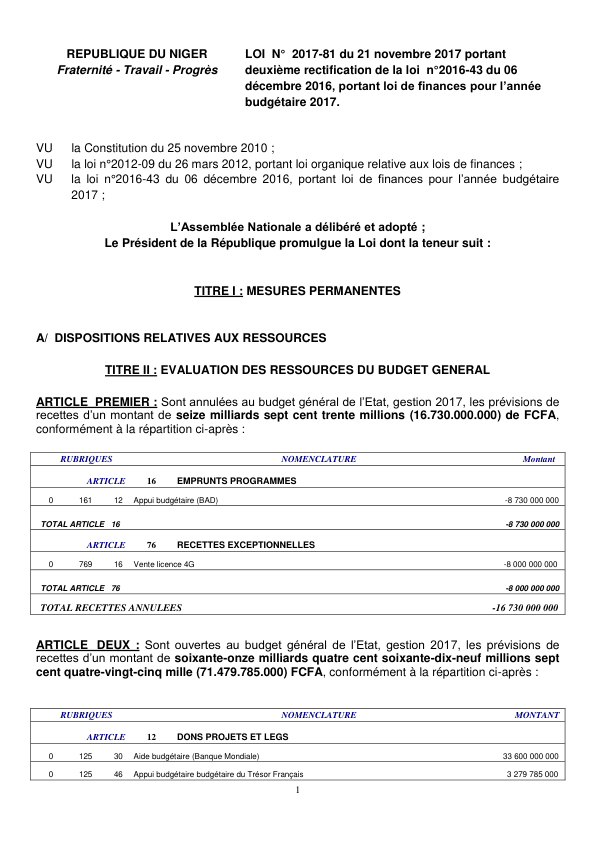 REPUBLIQUE DU NIGER
Fraternité - Travail - Progrès
LOI N° 2017-81 du 21 novembre 2017 portant
deuxième rectification de la loi n°2016-43 du 06
décembre 2016, portant loi de finances pour l'année
budgétaire 2017.
VU la Constitution du 25 novembre 2010 ;
VU la loi n°2012-09 du 26 mars 2012, portant loi organique relative aux lois de finances ;
VU la loi n°2016-43 du 06 décembre 2016, portant loi de finances pour l'année budgétaire
2017 ;
L'Assemblée Nationale a délibéré et adopté ;
Le Président de la République promulgue la Loi dont la teneur suit :
TITRE I : MESURES PERMANENTES
A/ DISPOSITIONS RELATIVES AUX RESSOURCES
TITRE II : EVALUATION DES RESSOURCES DU BUDGET GENERAL
ARTICLE PREMIER : Sont annulées au budget général de l'Etat, gestion 2017, les prévisions de
recettes d'un montant de seize milliards sept cent trente millions (16.730.000.000) de FCFA,
conformément à la répartition ci-après :
RUBRIQUES NOMENCLATURE Montant
ARTICLE 16 EMPRUNTS PROGRAMMES
0 161 12 Appui budgétaire (BAD) -8 730 000 000
TOTAL ARTICLE 16 -8 730 000 000
ARTICLE 76 RECETTES EXCEPTIONNELLES
0 769 16 Vente licence 4G -8 000 000 000
TOTAL ARTICLE 76 -8 000 000 000
TOTAL RECETTES ANNULEES -16 730 000 000
ARTICLE DEUX : Sont ouvertes au budget général de l'Etat, gestion 2017, les prévisions de
recettes d'un montant de soixante-onze milliards quatre cent soixante-dix-neuf millions sept
cent quatre-vingt-cinq mille (71.479.785.000) FCFA, conformément à la répartition ci-après :
RUBRIQUES NOMENCLATURE MONTANT
ARTICLE 12 DONS PROJETS ET LEGS
0 125 30 Aide budgétaire (Banque Mondiale) 33 600 000 000
0 125 46 Appui budgétaire budgétaire du Trésor Français 3 279 785 000
1